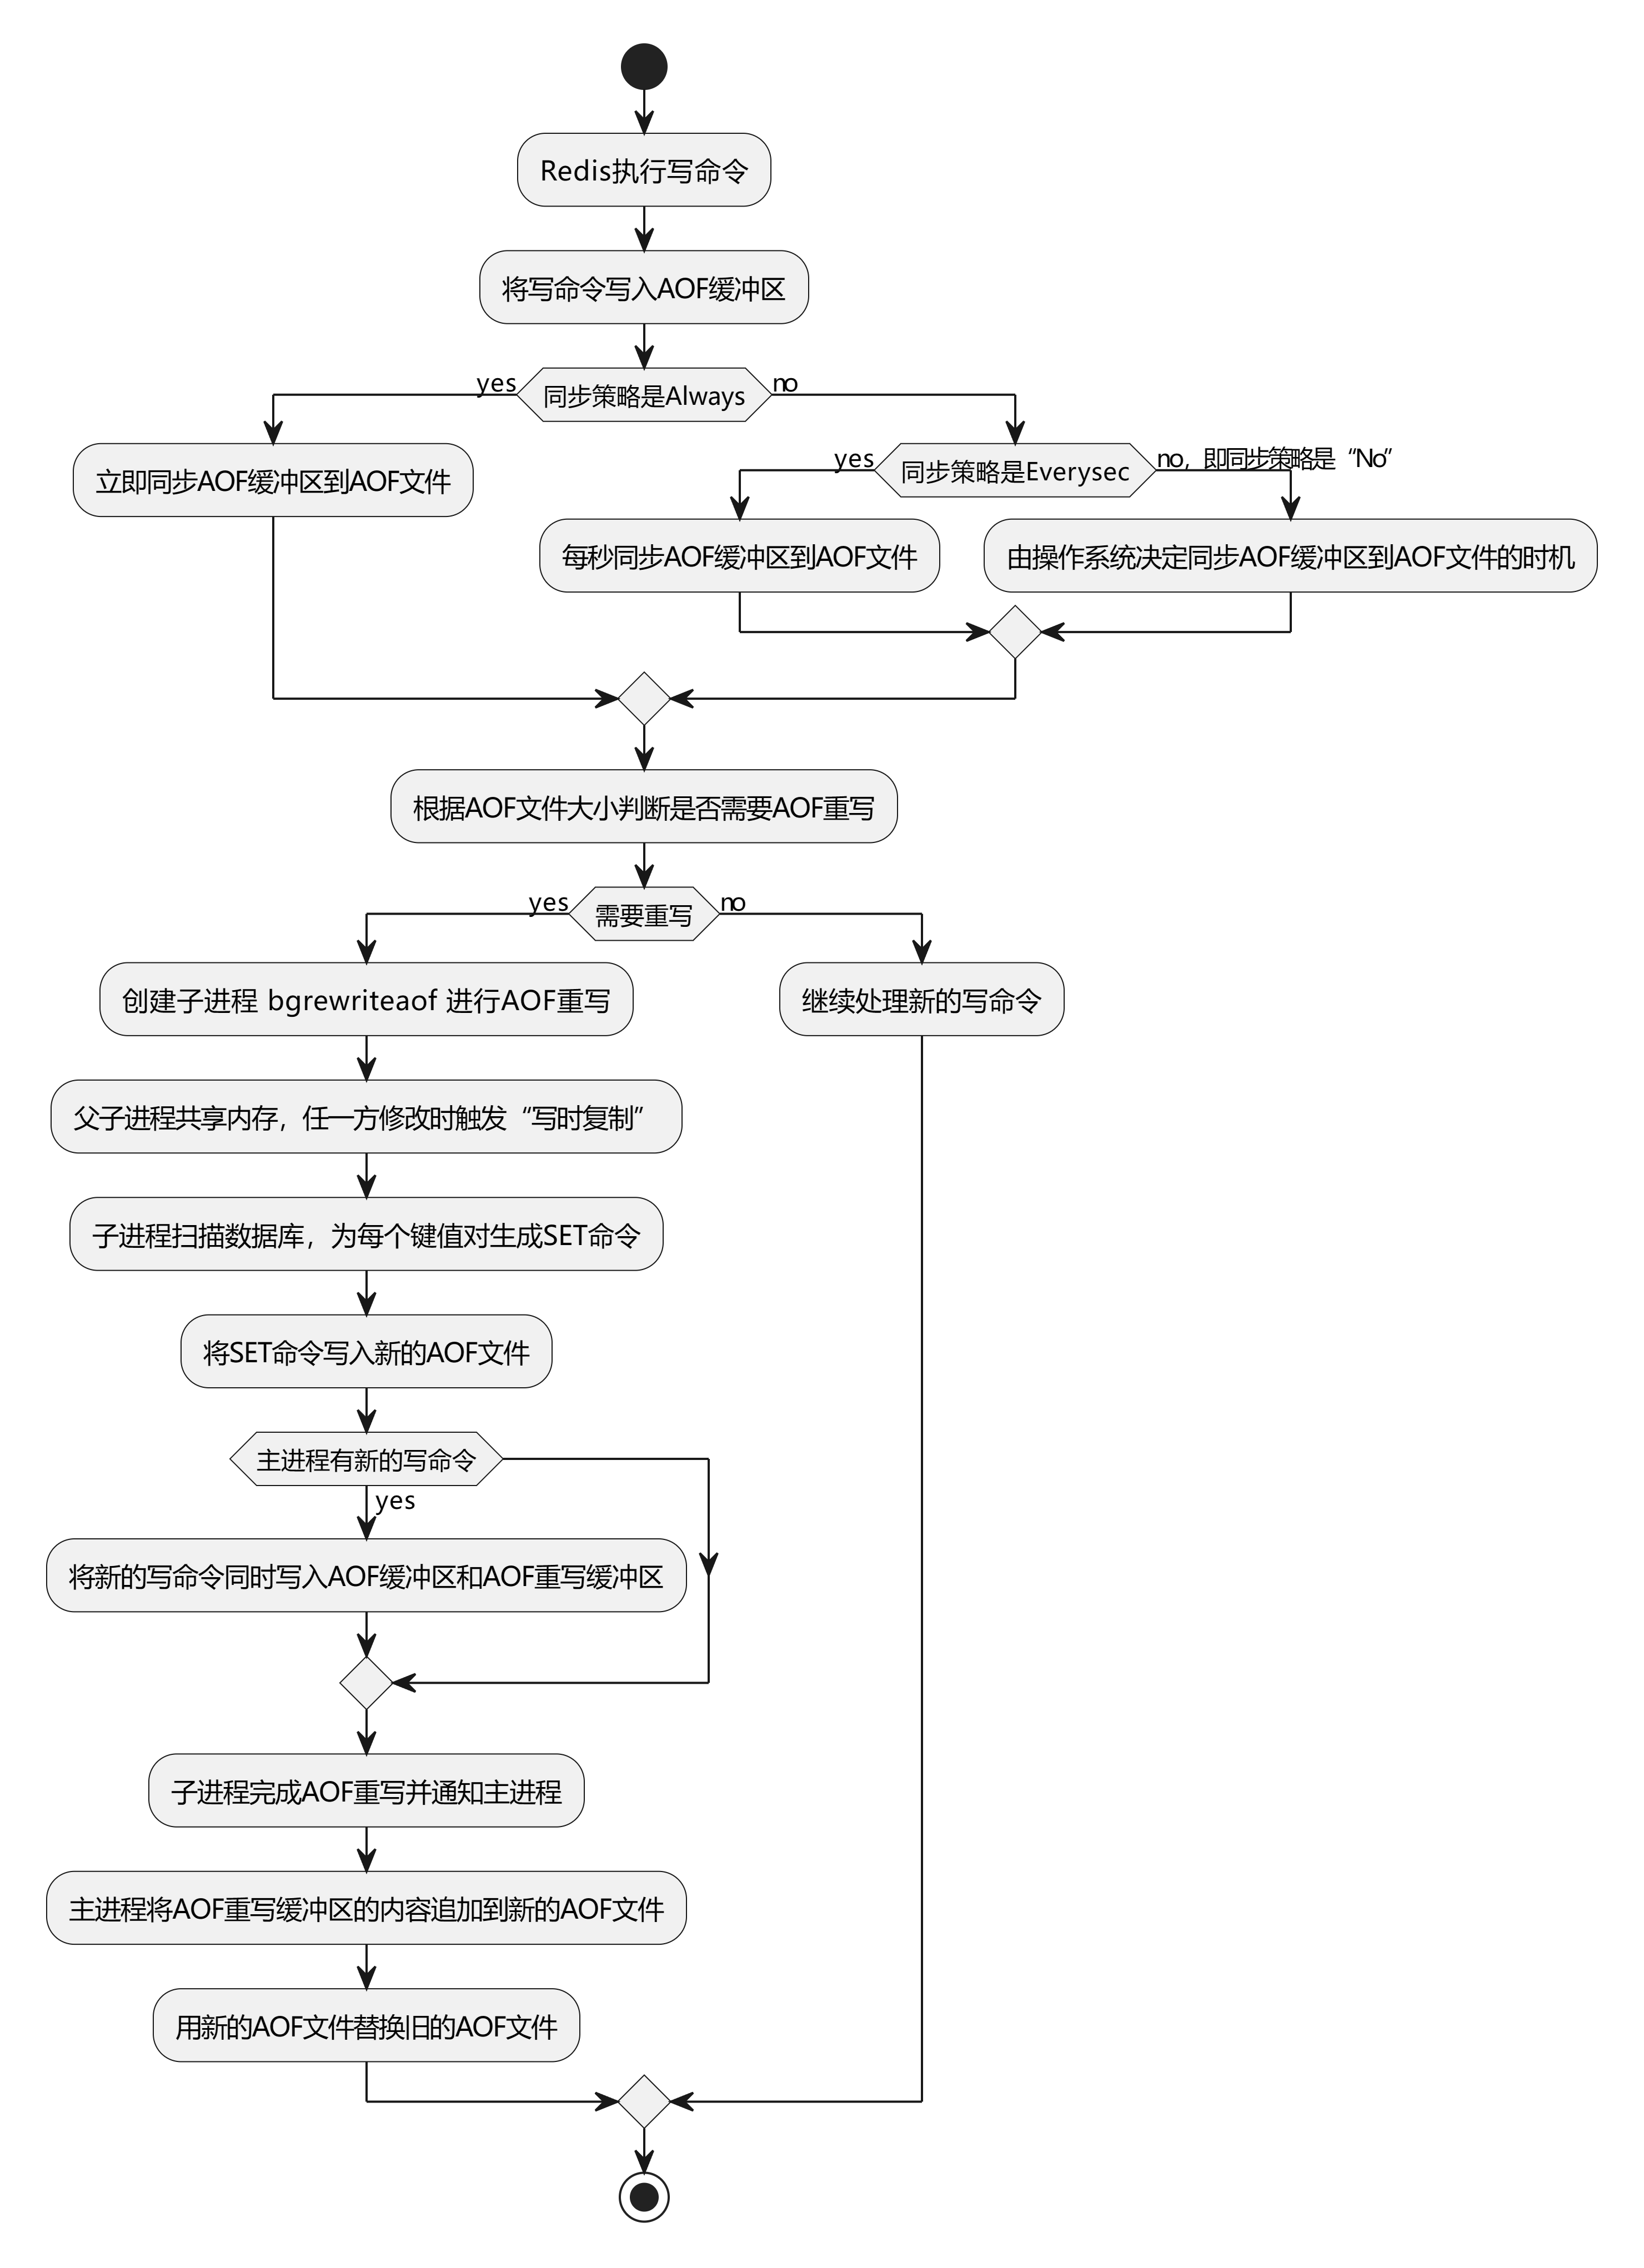 Redis执行写命令
将写命令写入AOF缓冲区
yes
同步策略是Always
no
立即同步AOF缓冲区到AOF文件
yes
同步策略是Everysec
no，即同步策略是“No”
每秒同步AOF缓冲区到AOF文件
由操作系统决定同步AOF缓冲区到AOF文件的时机
根据AOF文件大小判断是否需要AOF重写
yes
需要重写
no
创建子进程 bgrewriteaof 进行AOF重写
继续处理新的写命令
父子进程共享内存，任一方修改时触发“写时复制”
子进程扫描数据库，为每个键值对生成SET命令
将SET命令写入新的AOF文件
主进程有新的写命令
yes
将新的写命令同时写入AOF缓冲区和AOF重写缓冲区
子进程完成AOF重写并通知主进程
主进程将AOF重写缓冲区的内容追加到新的AOF文件
用新的AOF文件替换旧的AOF文件